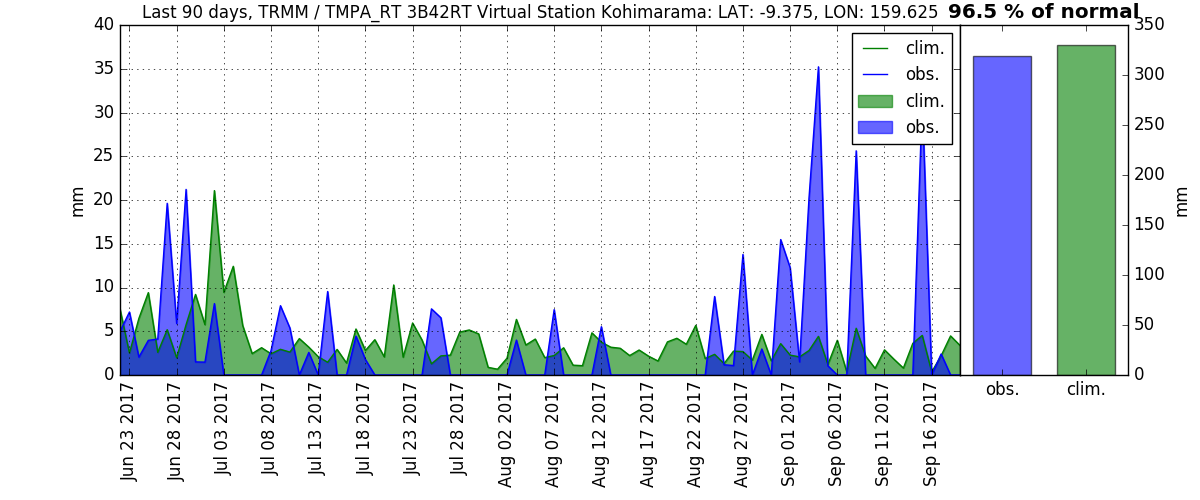 Last 90 days, TRMM / TMPA_RT 3B42RT Virtual Station Kohimarama: LAT: -9.375, LON: 159.625 96.5 % of normal
40
35
30
25
20
15
10
5
0
mm
clim.
obs.
clim.
obs.
350
300
250
200
150
100
50
0
mm
obs. clim.
Jun 23 2017
Jun 28 2017
Jul 03 2017
Jul 08 2017
Jul 13 2017
Jul 18 2017
Jul 23 2017
Jul 28 2017
Aug 02 2017
Aug 07 2017
Aug 12 2017
Aug 17 2017
Aug 22 2017
Aug 27 2017
Sep 01 2017
Sep 06 2017
Sep 11 2017
Sep 16 2017